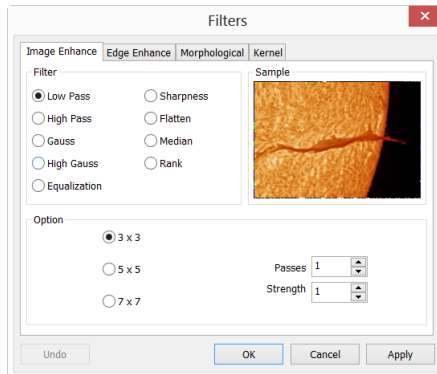 Filters
Image Enhance Edge Enhance Morphological Kernel
Filter
Sample
Low Pass Sharpness
High Pass Flatten
Gauss Median
High Gauss Rank
Equalization
Option
3 x 3
5 x 5
Passes 1
Strength 1
7 x 7
Undo OK Cancel Apply